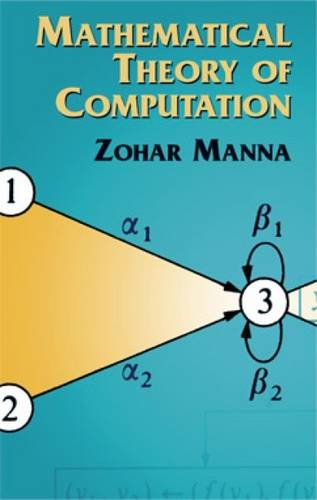 MATHEMATICAL
THEORY OF
COMPUTATION
ZOHAR MANNA
1
α1
β1
3
α2
β2
2